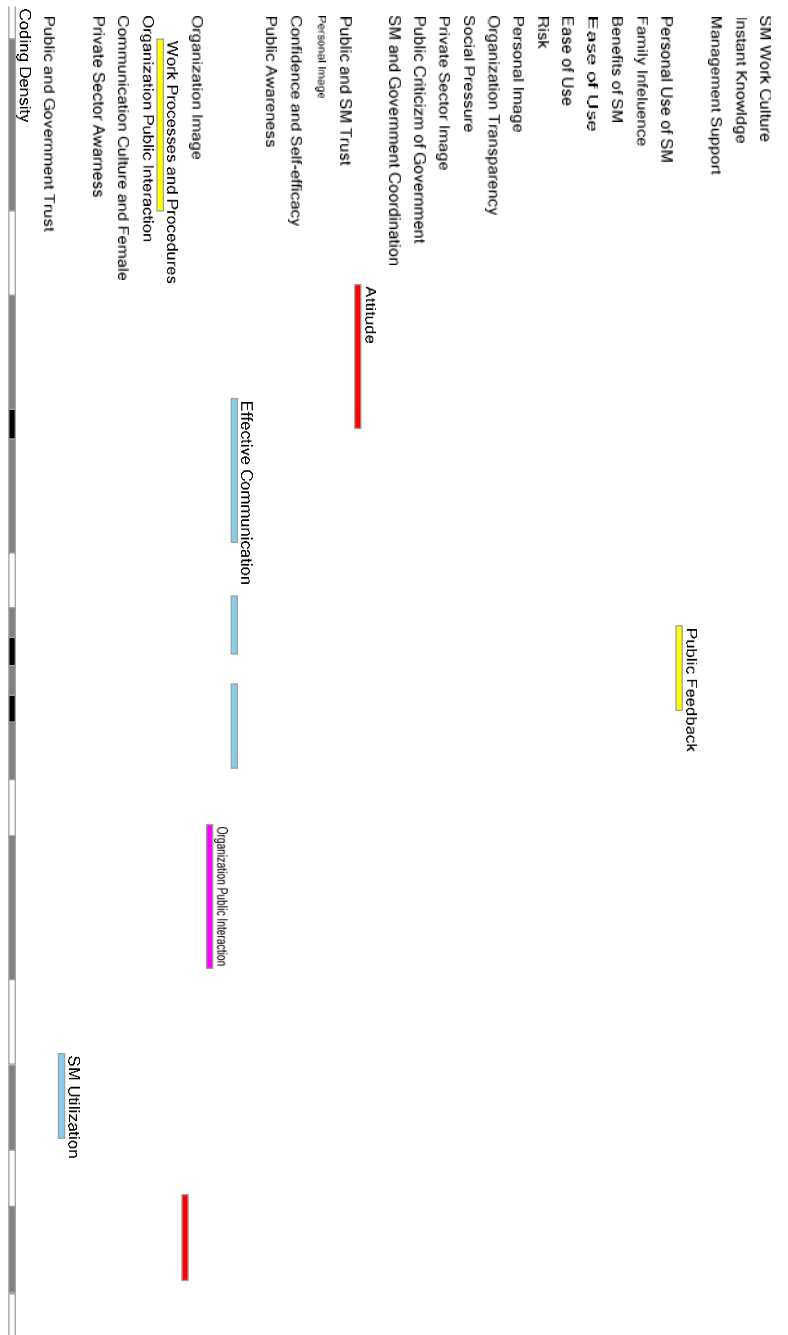 SM Work Culture
Instant Knowldge
Management Support
Public Feedback
Personal Use of SM
Family Infeluence
Benefits of SM
Ease of Use
Ease of Use
Risk
Personal Image
Organization Transparency
Social Pressure
Private Sector Image
Public Criticizm of Government
SM and Government Coordination
Attitude
Public and SM Trust
Personal Image
Confidence and Self-efficacy
Public Awareness
Effective Communication
Organization Public Interaction
Organization Image
Work Processes and Procedures
Organization Public Interaction
Communication Culture and Female
Private Sector Awarness
SM Utilization
Public and Government Trust
Coding Density